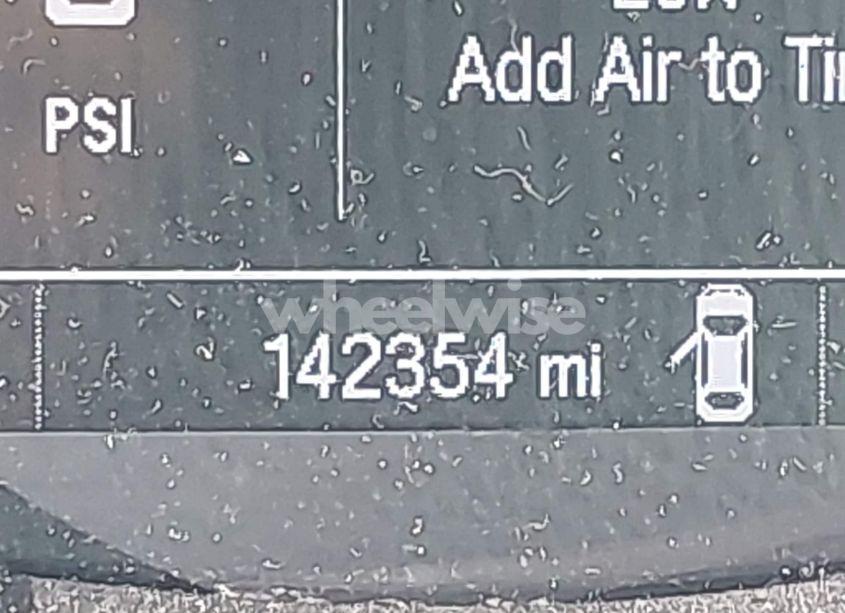 Add Air to
PSI
wheelwise
142354 mi